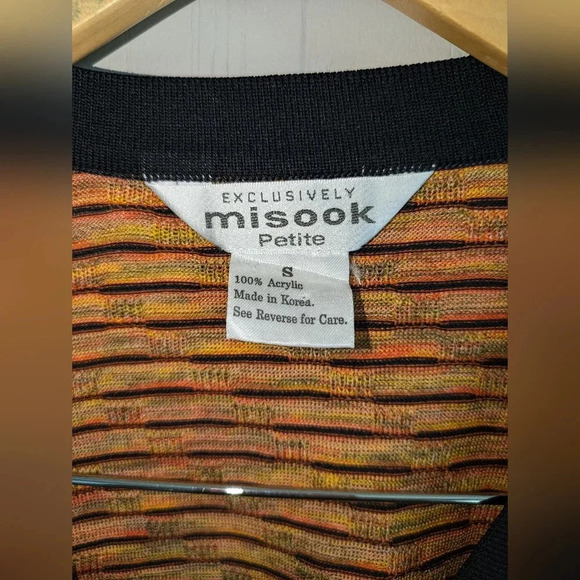 EXCLUSIVELY
misook
Petite
S
100% Acrylic
Made in Korea.
See Reverse for Care.